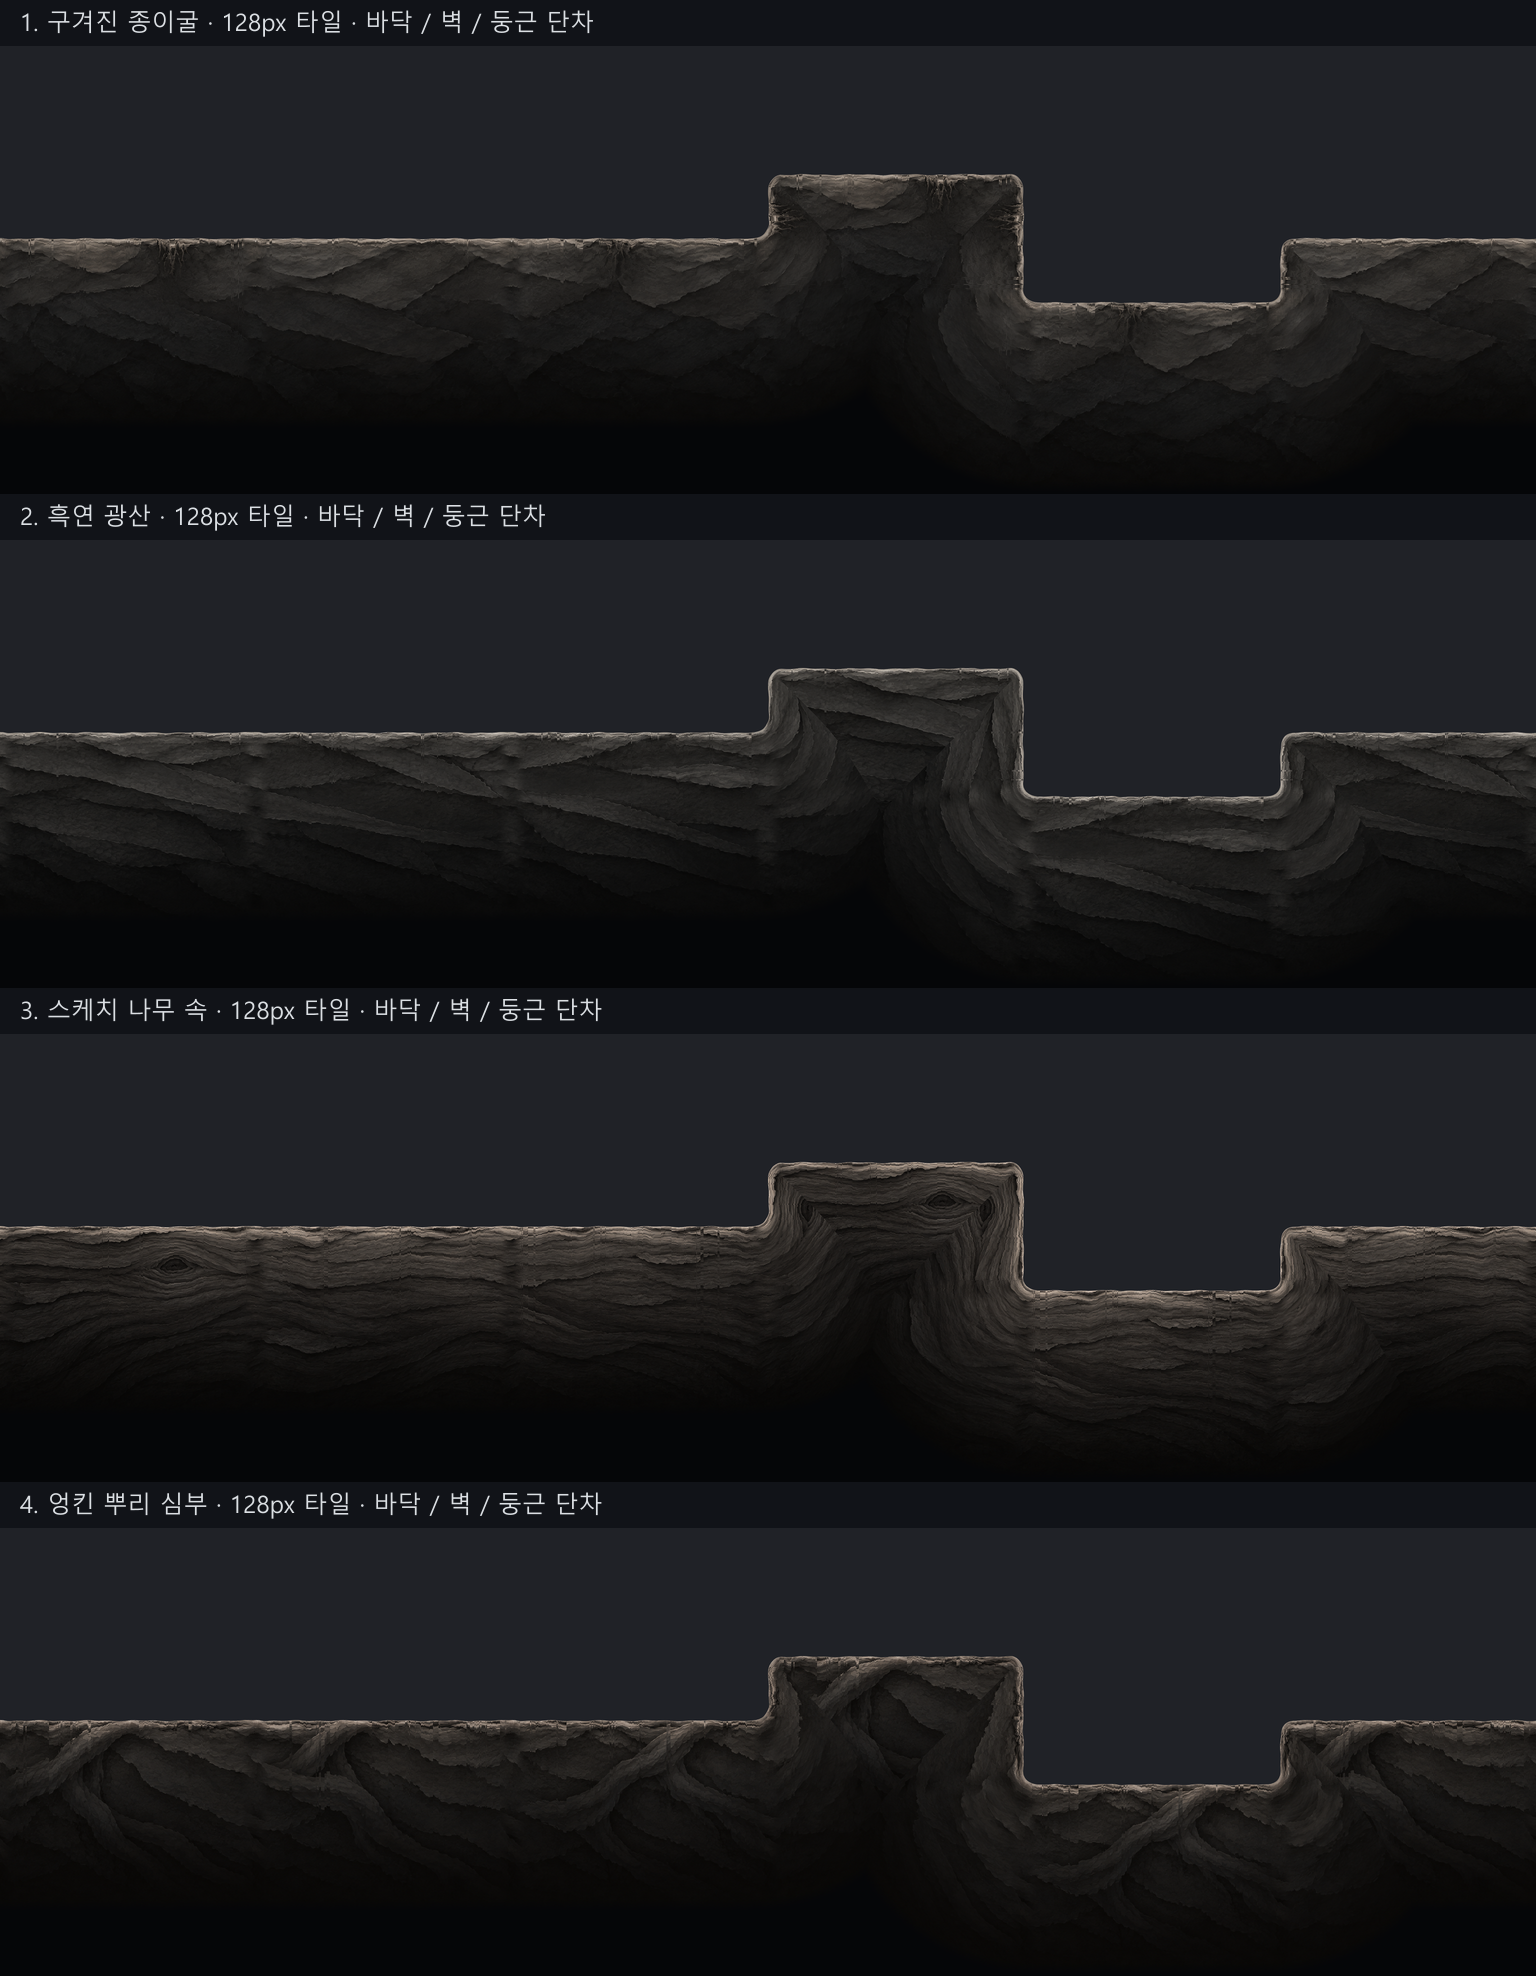 1. 구겨진 종이굴 · 128px 타일 · 바닥 / 벽 / 둥근 단차
2. 흑연 광산 · 128px 타일 · 바닥 / 벽 / 둥근 단차
3. 스케치 나무 속 · 128px 타일 · 바닥 / 벽 / 둥근 단차
4. 엉킨 뿌리 심부 · 128px 타일 · 바닥 / 벽 / 둥근 단차